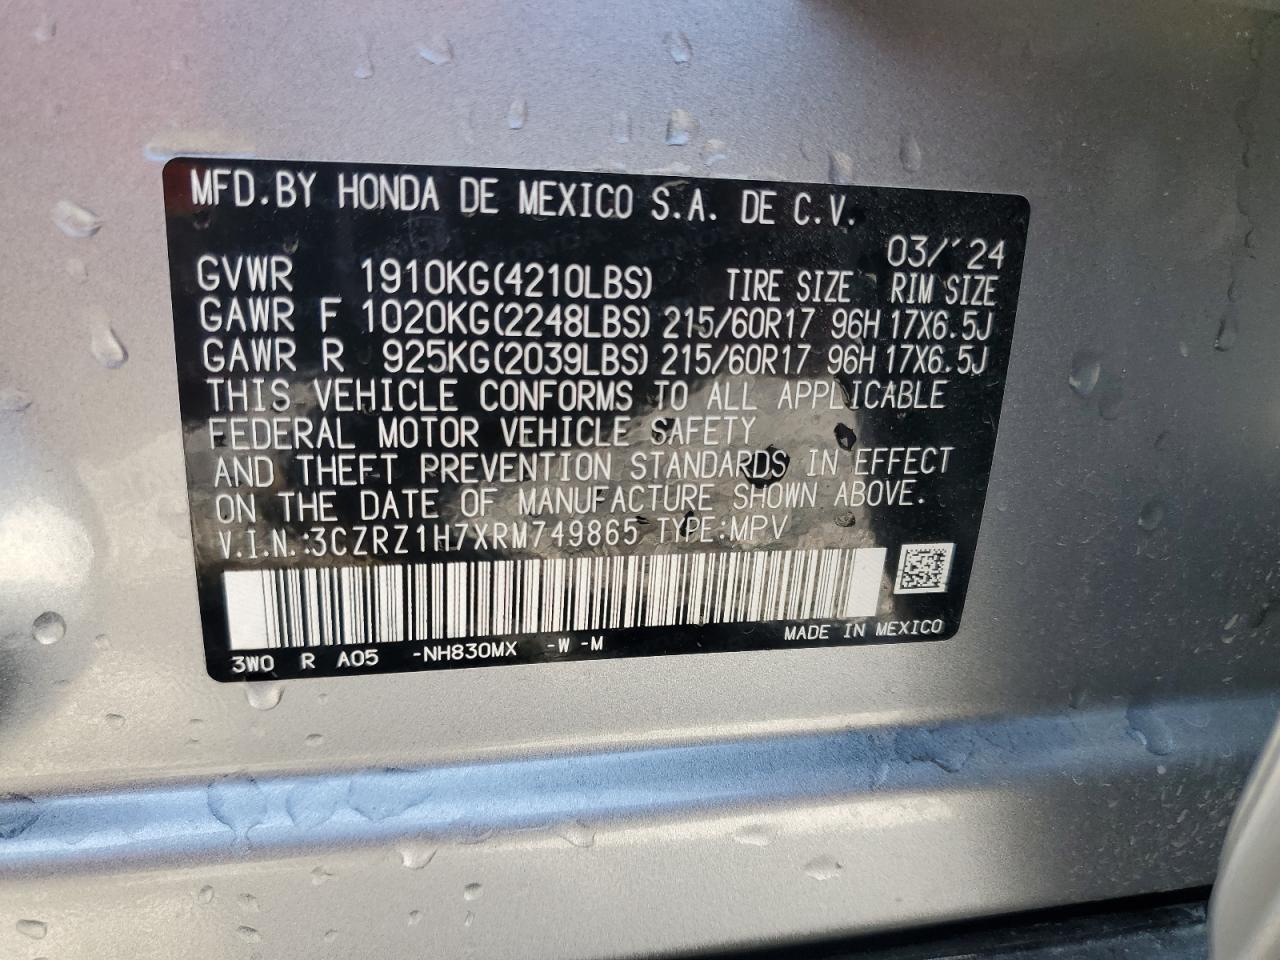 MFD.BY HONDA DE MEXICO S.A. DE C.V.
03/'24
GVWR 1910KG(4210LBS) TIRE SIZE RIM SIZE
GAWR F 1020KG(2248LBS) 215/60R17 96H 17X6.5J
GAWR R 925KG(2039LBS) 215/60R17 96H 17X6.5J
THIS VEHICLE CONFORMS TO ALL APPLICABLE
FEDERAL MOTOR VEHICLE SAFETY
AND THEFT PREVENTION STANDARDS IN EFFECT
ON THE DATE OF MANUFACTURE SHOWN ABOVE.
V.I.N.:3CZRZ1H7XRM749865 TYPE:MPV
3W0 R A05 -NH830MX -W -M MADE IN MEXICO